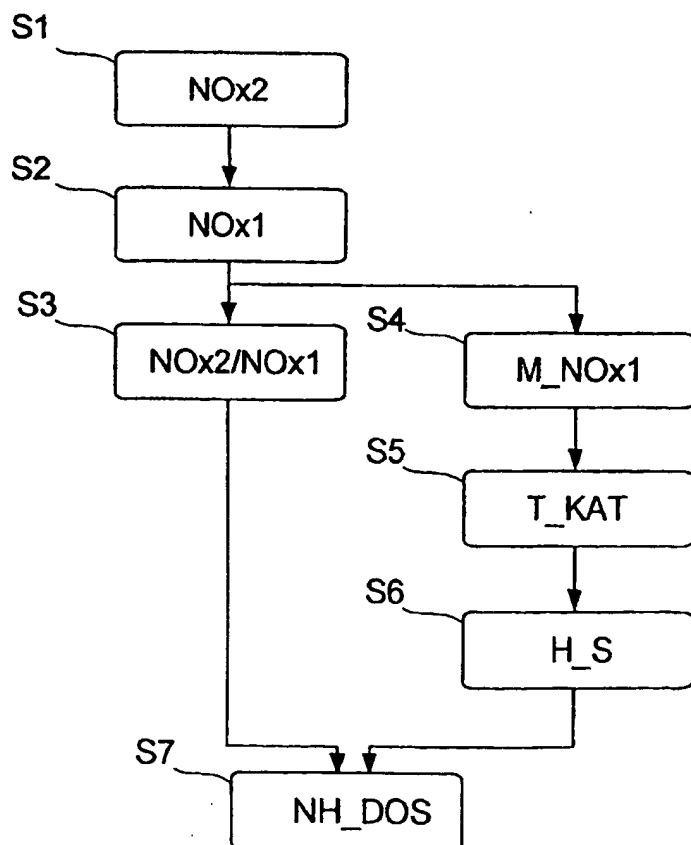 S1
NOx2
S2
NOx1
S3
NOx2/NOx1
S4
M_NOx1
S5
T_KAT
S6
H_S
S7
NH_DOS